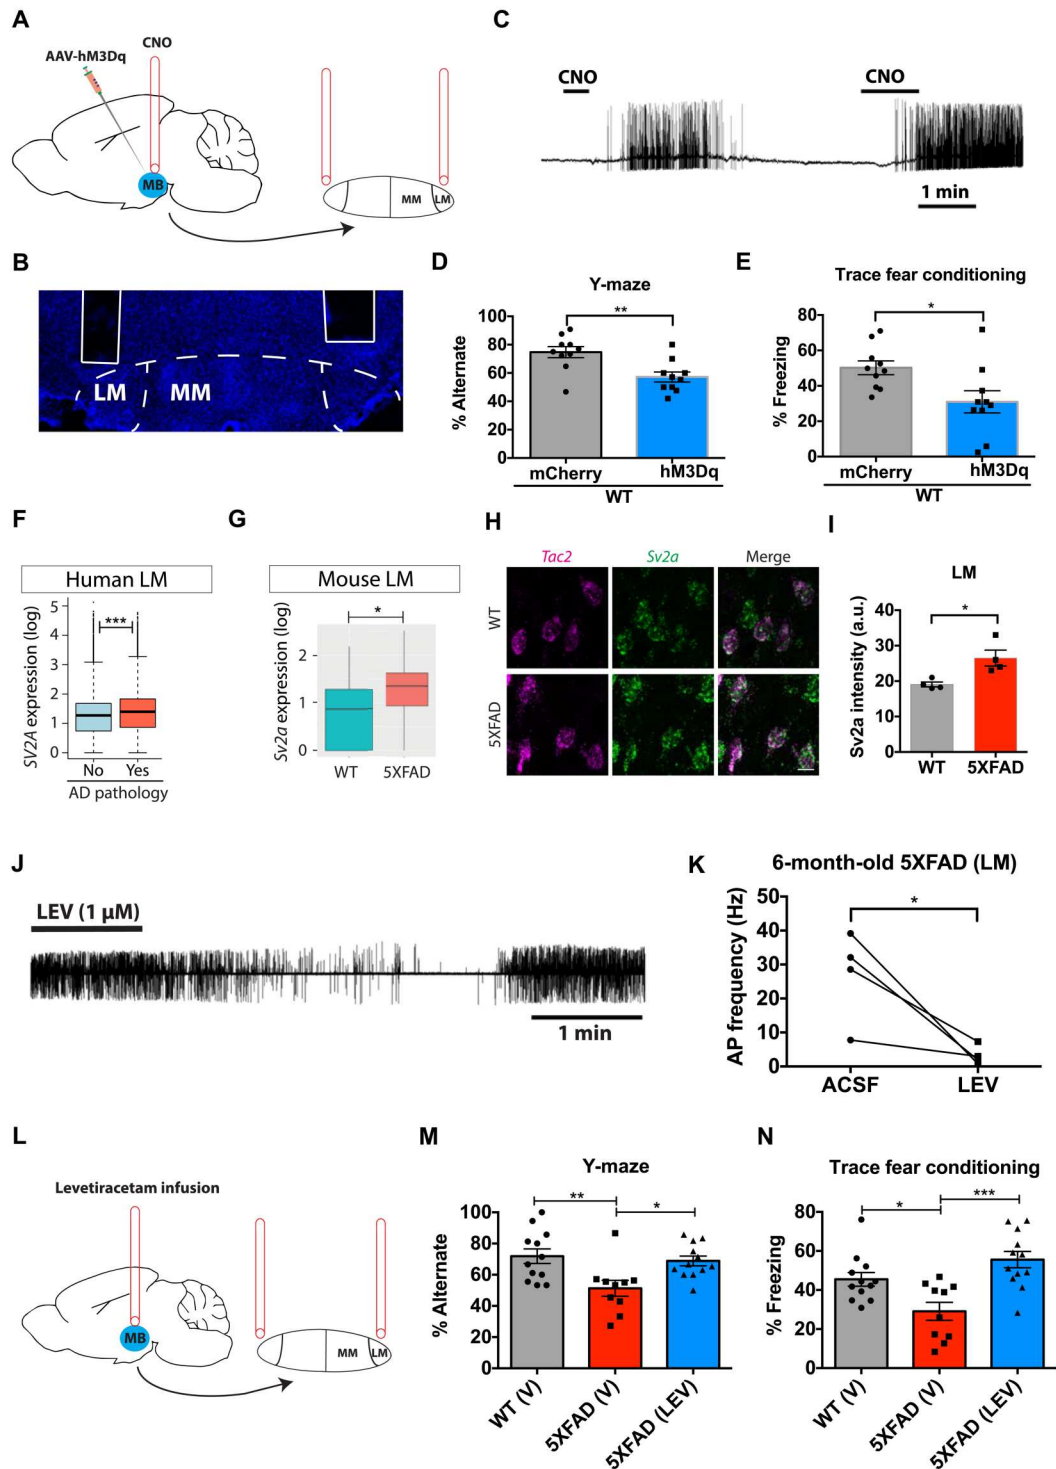 A
AAV-hM3Dq
CNO
MB
MM
LM
B
LM
MM
C
CNO
CNO
1 min
D
Y-maze
**
% Alternate
100
80
60
40
20
0
mCherry
hM3Dq
WT
E
Trace fear conditioning
*
% Freezing
80
60
40
20
0
mCherry
hM3Dq
WT
F
Human LM
***
SV2A expression (log)
5
4
3
2
1
0
No
Yes
AD pathology
G
Mouse LM
*
Sv2a expression (log)
2
1
0
WT
5XFAD
H
Tac2
Sv2a
Merge
WT
5XFAD
I
LM
*
Sv2a intensity (a.u.)
40
30
20
10
0
WT
5XFAD
J
LEV (1 µM)
1 min
K
6-month-old 5XFAD (LM)
*
AP frequency (Hz)
50
40
30
20
10
0
ACSF
LEV
L
Levetiracetam infusion
MB
MM
LM
M
Y-maze
**
*
% Alternate
100
80
60
40
20
0
WT (V)
5XFAD (V)
5XFAD (LEV)
N
Trace fear conditioning
*
***
% Freezing
80
60
40
20
0
WT (V)
5XFAD (V)
5XFAD (LEV)